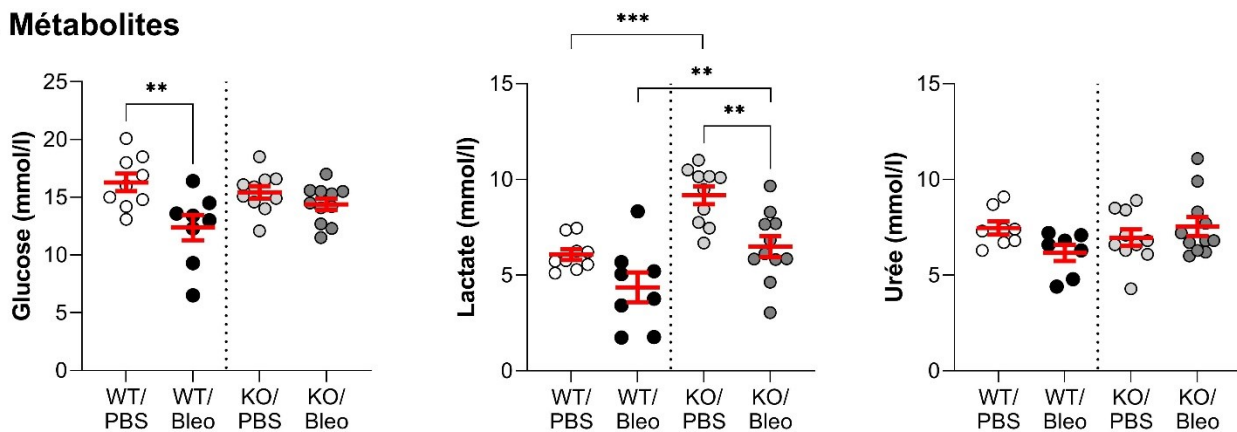 Métabolites
Glucose (mmol/l)
25
20
15
10
5
0
**
WT/
PBS
WT/
Bleo
KO/
PBS
KO/
Bleo
Lactate (mmol/l)
15
10
5
0
***
**
**
WT/
PBS
WT/
Bleo
KO/
PBS
KO/
Bleo
Urée (mmol/l)
15
10
5
0
WT/
PBS
WT/
Bleo
KO/
PBS
KO/
Bleo